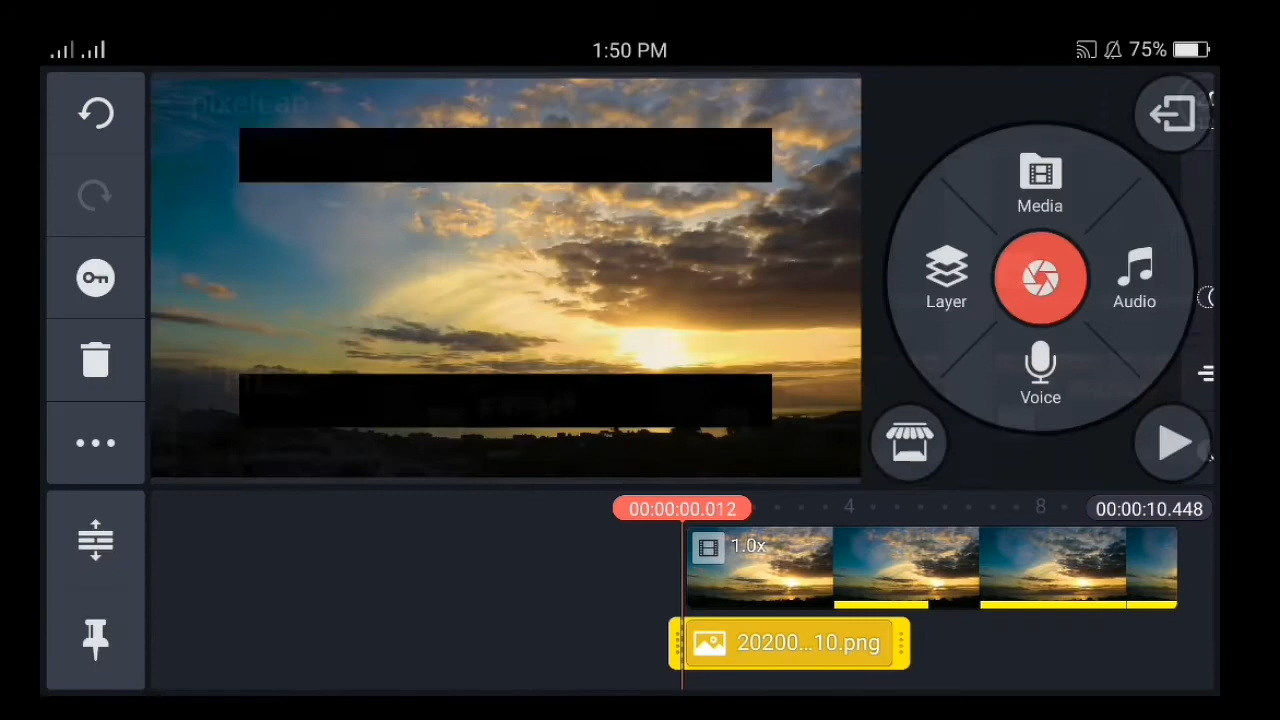 1:50 PM
75%
Media
Layer
Audio
Voice
00:00:00.012
4
8
00:00:10.448
1.0x
20200...10.png